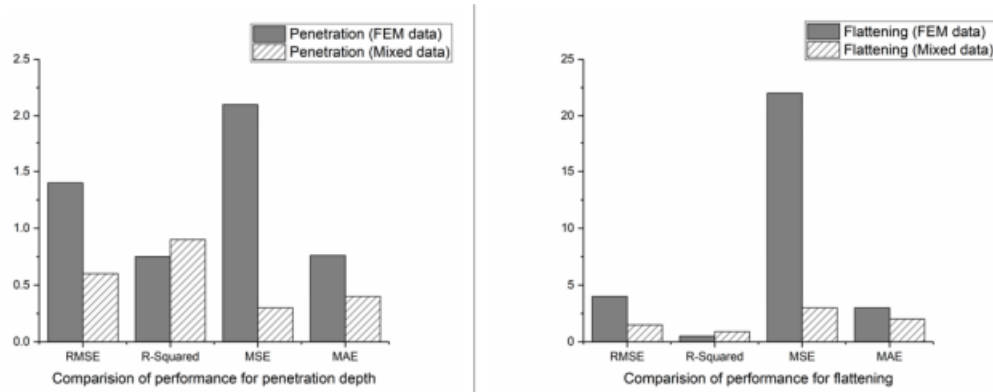 Penetration (FEM data)
Penetration (Mixed data)
2.5
2.0
1.5
1.0
0.5
0.0
RMSE R-Squared MSE MAE
Comparision of performance for penetration depth
Flattening (FEM data)
Flattening (Mixed data)
25
20
15
10
5
0
RMSE R-Squared MSE MAE
Comparision of performance for flattening